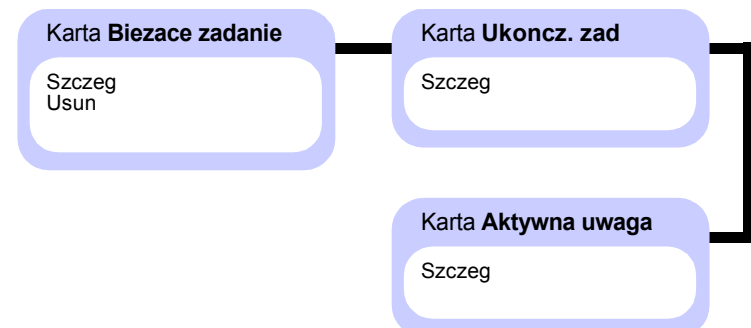 Karta Biezace zadanie
Szczeg
Usun
Karta Ukoncz. zad
Szczeg
Karta Aktywna uwaga
Szczeg